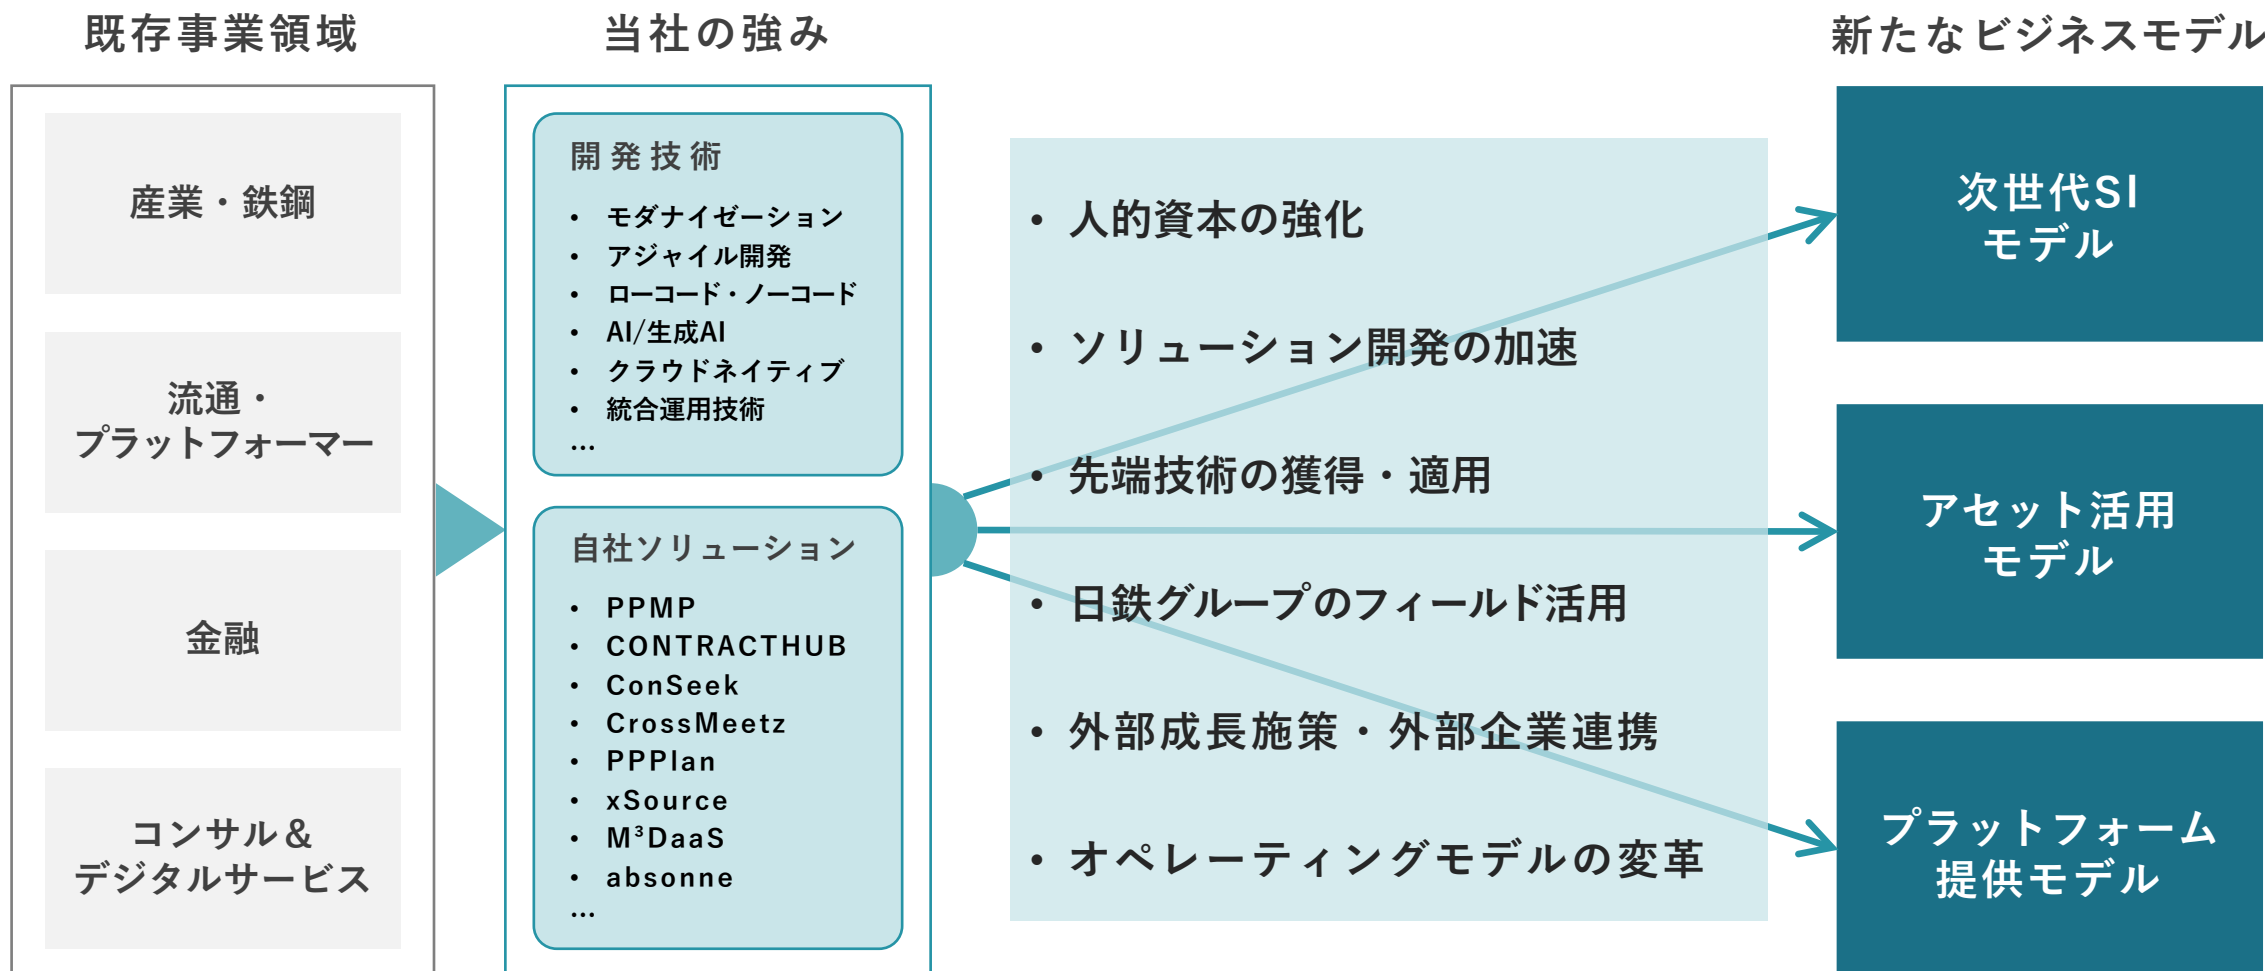 既存事業領域
産業・鉄鋼
流通・
プラットフォーマー
金融
コンサル＆
デジタルサービス
当社の強み
開発技術
• モダナイゼーション
• アジャイル開発
• ローコード・ノーコード
• AI/生成AI
• クラウドネイティブ
• 統合運用技術
…
自社ソリューション
• PPMP
• CONTRACTHUB
• ConSeek
• CrossMeetz
• PPPlan
• xSource
• M³DaaS
• absonne
…
• 人的資本の強化
• ソリューション開発の加速
• 先端技術の獲得・適用
• 日鉄グループのフィールド活用
• 外部成長施策・外部企業連携
• オペレーティングモデルの変革
新たなビジネスモデル
次世代SI
モデル
アセット活用
モデル
プラットフォーム
提供モデル